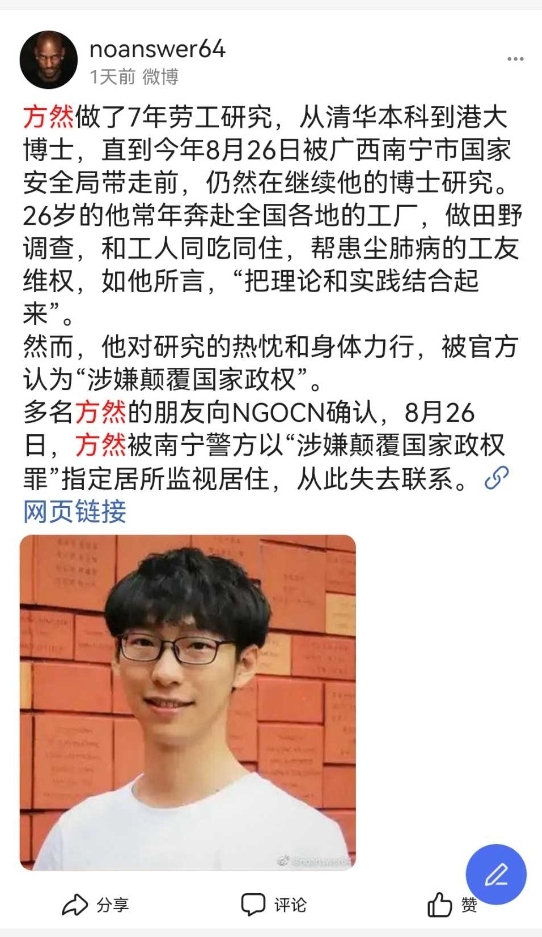 noanswer64
1天前 微博
方然做了7年劳工研究，从清华本科到港大
博士，直到今年8月26日被广西南宁市国家
安全局带走前，仍然在继续他的博士研究。
26岁的他常年奔赴全国各地的工厂，做田野
调查，和工人同吃同住，帮患尘肺病的工友
维权，如他所言，“把理论和实践结合起
来”。
然而，他对研究的热忱和身体力行，被官方
认为“涉嫌颠覆国家政权”。
多名方然的朋友向NGOCN确认，8月26
日，方然被南宁警方以“涉嫌颠覆国家政权
罪”指定居所监视居住，从此失去联系。
网页链接
分享
评论
赞